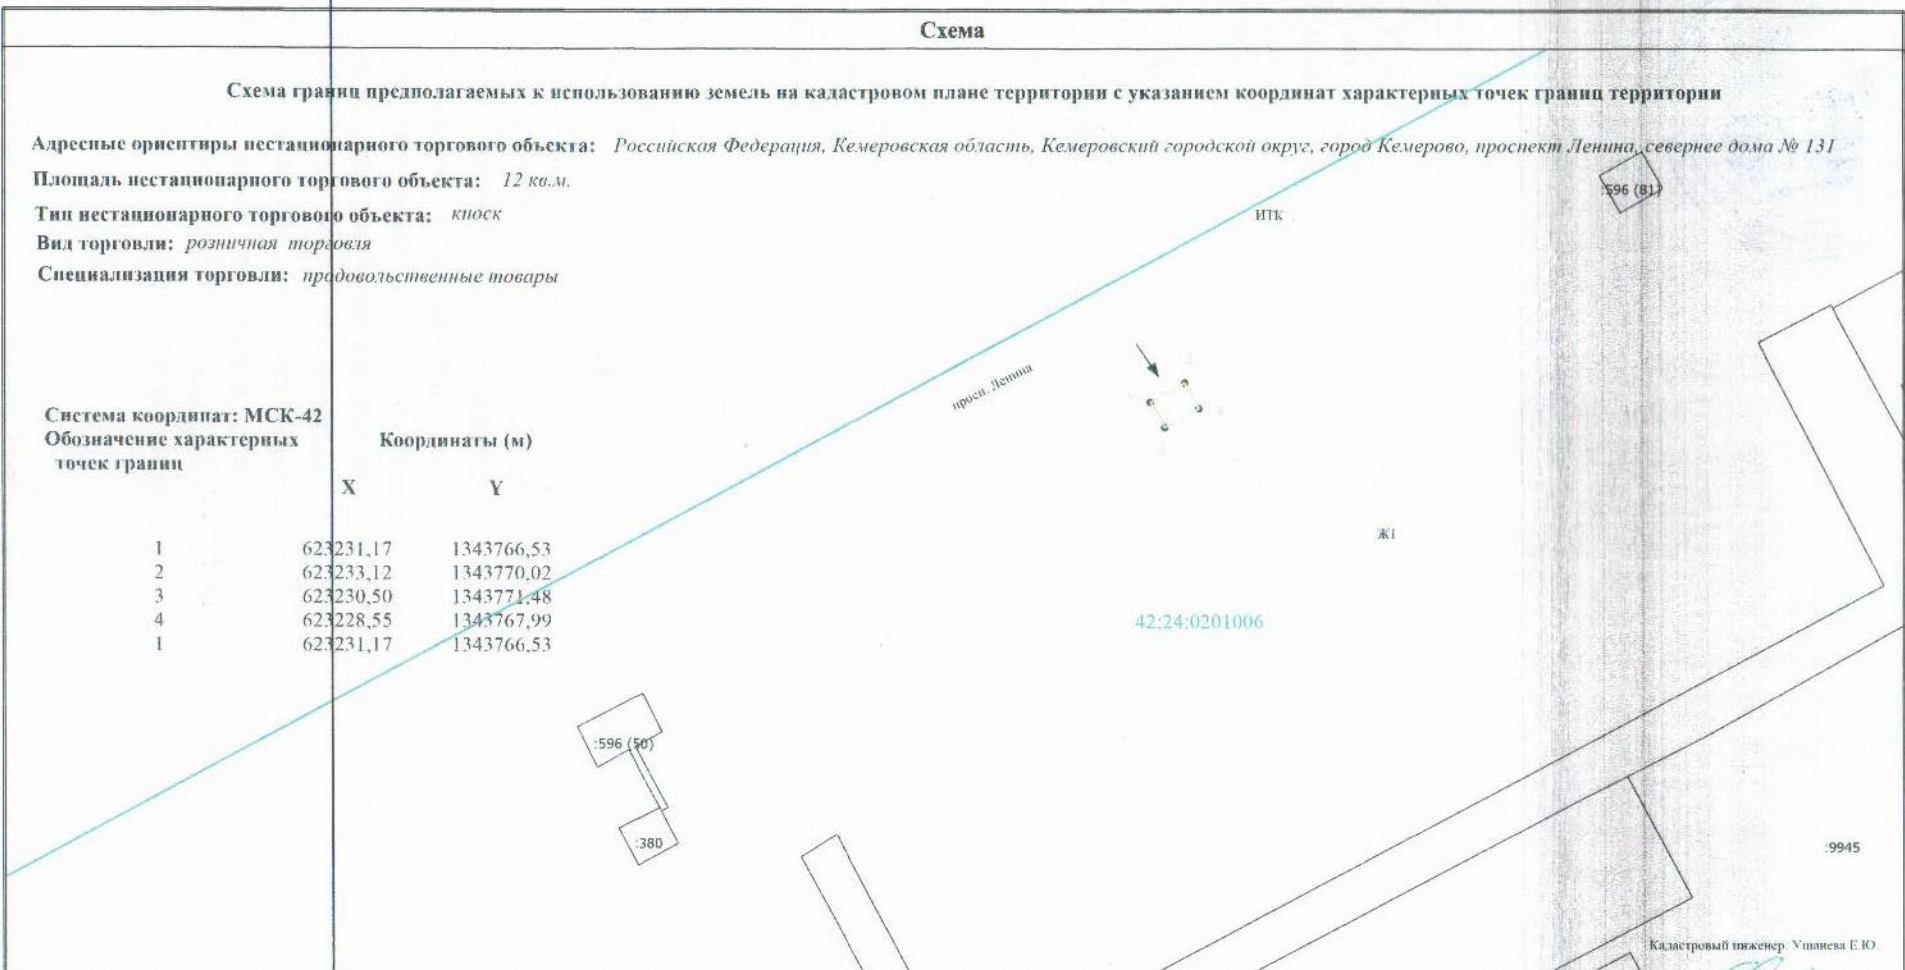 Схема
Схема границ предполагаемых к использованию земель на кадастровом плане территории с указанием координат характерных точек границ территории
Адресные ориентиры нестационарного торгового объекта: Российская Федерация, Кемеровская область, Кемеровский городской округ, город Кемерово, проспект Ленина, севернее дома № 131
Площадь нестационарного торгового объекта: 12 кв.м.
Тип нестационарного торгового объекта: киоск
Вид торговли: розничная торговля
Специализация торговли: продовольственные товары
:596 (81)
ИТК
просп. Ленина
Система координат: МСК-42
Обозначение характерных Координаты (м)
точек границ
X Y
1 623231,17 1343766,53
2 623233,12 1343770,02
3 623230,50 1343771,48
4 623228,55 1343767,99
1 623231,17 1343766,53
Ж1
42:24:0201006
:596 (50)
:380
:9945
Кадастровый инженер: Ушанева Е.Ю.